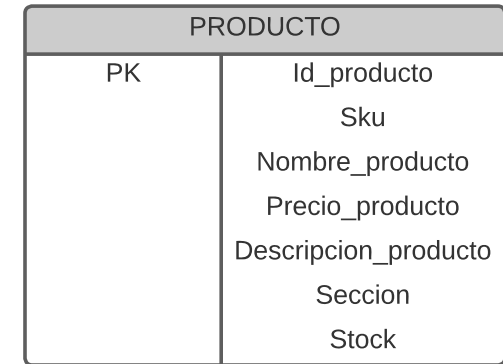 PRODUCTO
PK Id_producto
Sku
Nombre_producto
Precio_producto
Descripcion_producto
Seccion
Stock